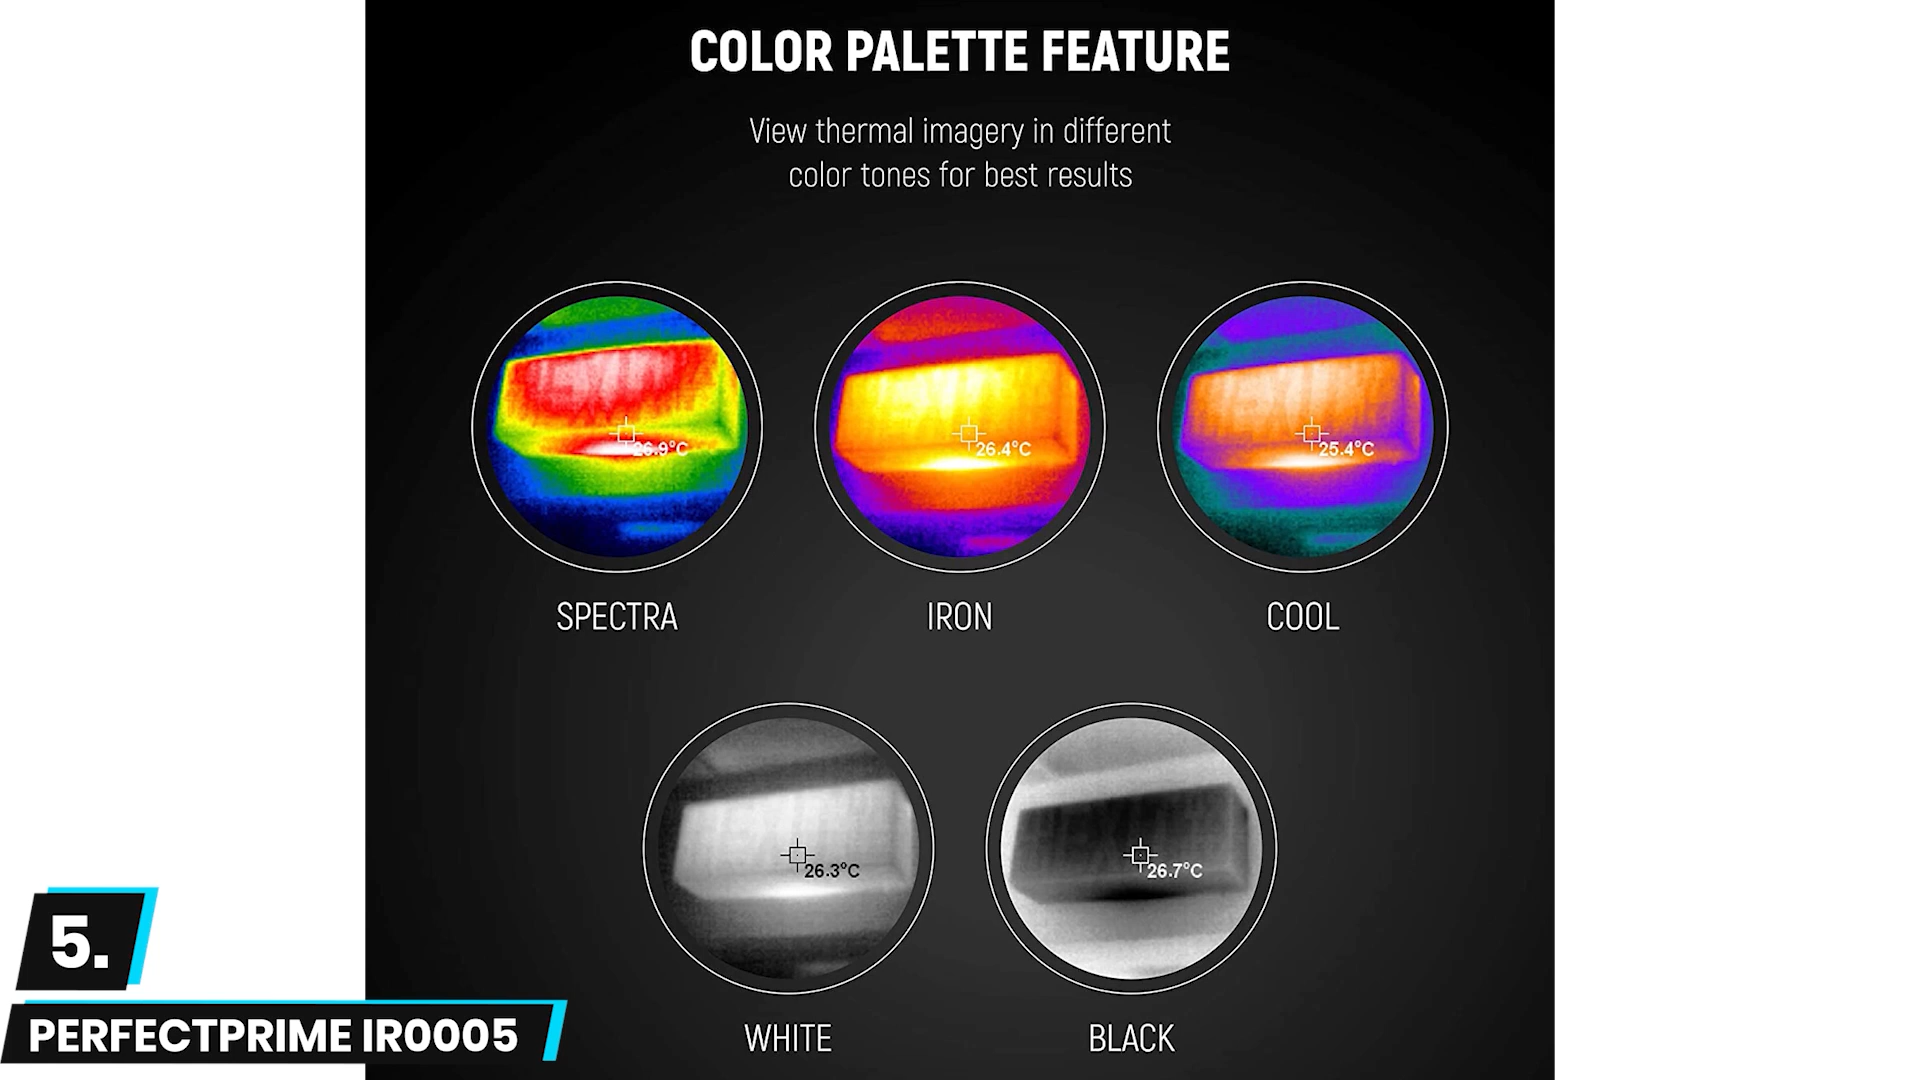 COLOR PALETTE FEATURE
View thermal imagery in different
color tones for best results
26.9°C
26.4°C
25.4°C
SPECTRA
IRON
COOL
26.3°C
26.7°C
WHITE
BLACK
5.
PERFECTPRIME IR0005